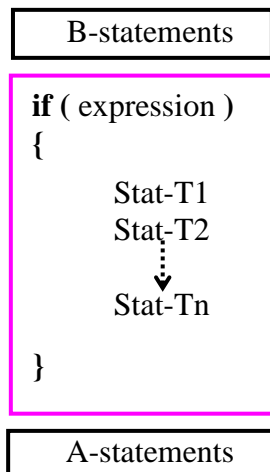 B-statements
if ( expression )
{
Stat-T1
Stat-T2
Stat-Tn
}
A-statements